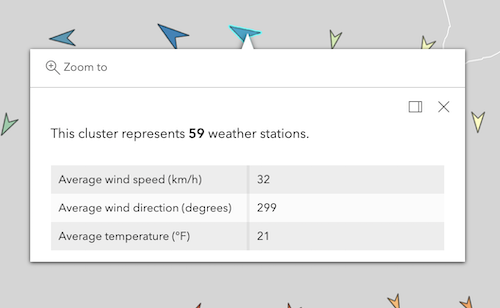 Zoom to
This cluster represents 59 weather stations.
Average wind speed (km/h) 32
Average wind direction (degrees) 299
Average temperature (°F) 21